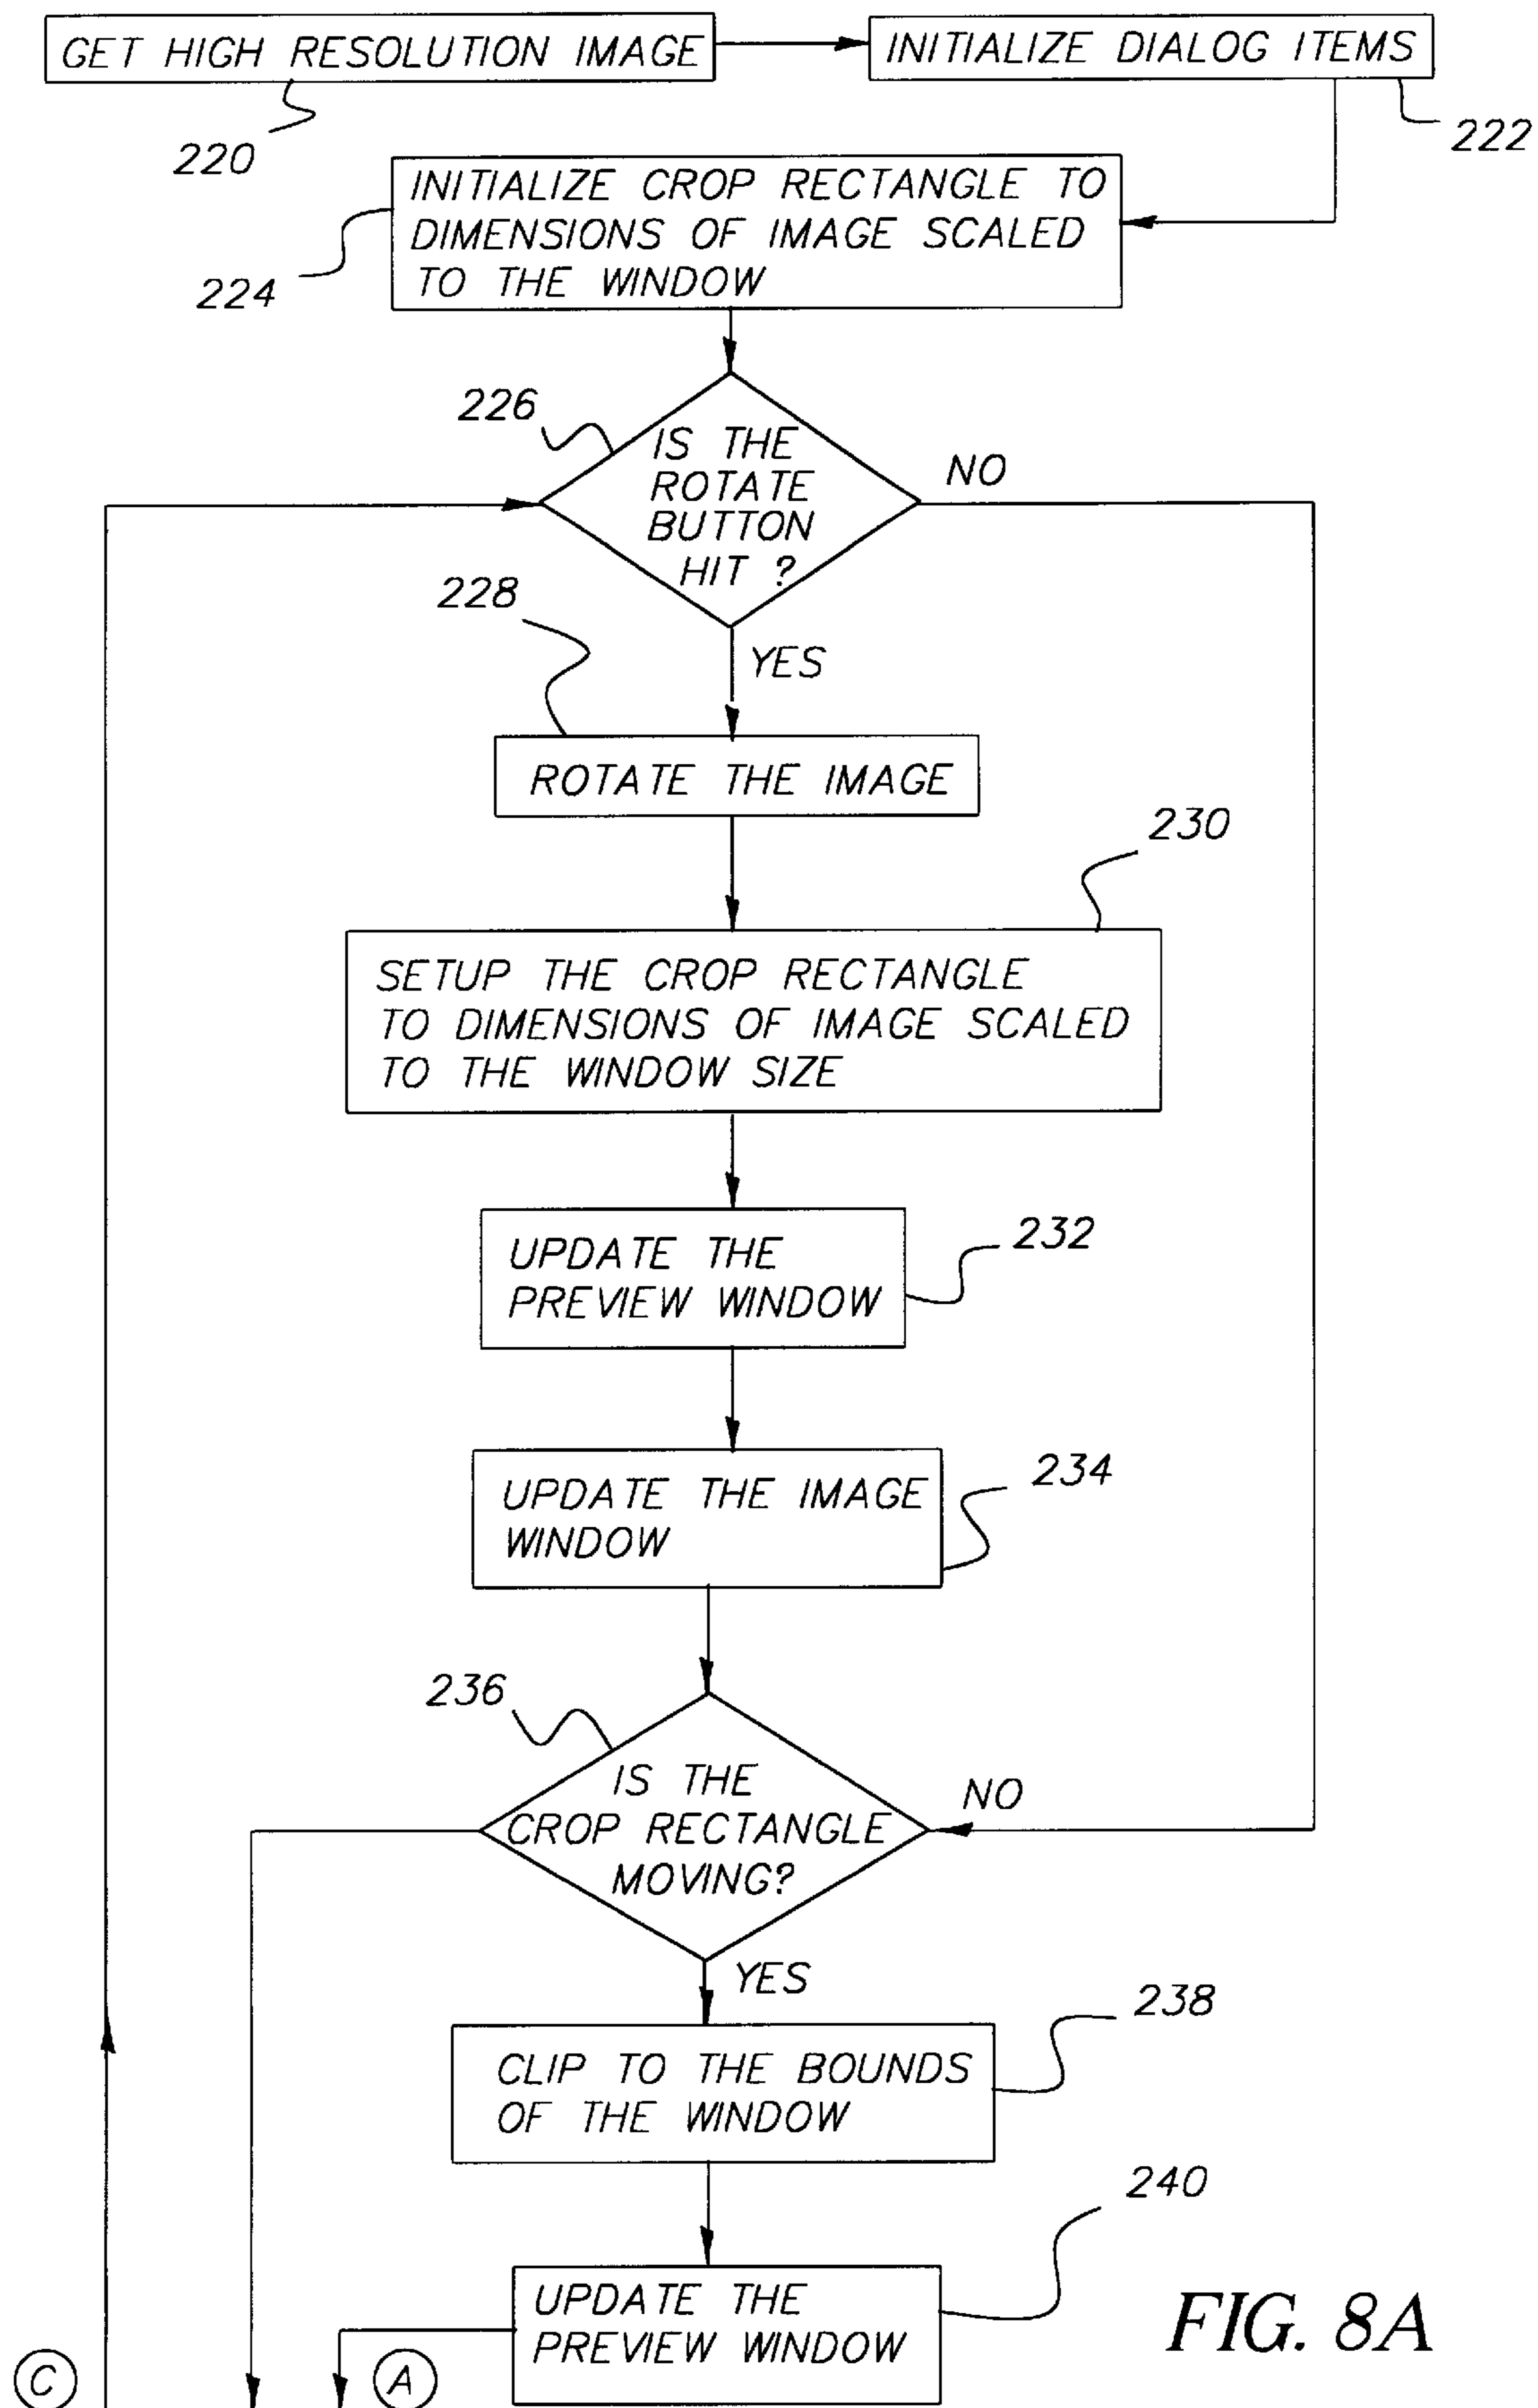 GET HIGH RESOLUTION IMAGE
INITIALIZE DIALOG ITEMS
220
222
INITIALIZE CROP RECTANGLE TO
DIMENSIONS OF IMAGE SCALED
TO THE WINDOW
224
226
IS THE
ROTATE
BUTTON
HIT ?
NO
228
YES
ROTATE THE IMAGE
230
SETUP THE CROP RECTANGLE
TO DIMENSIONS OF IMAGE SCALED
TO THE WINDOW SIZE
UPDATE THE
PREVIEW WINDOW
232
UPDATE THE IMAGE
WINDOW
234
236
IS THE
CROP RECTANGLE
MOVING?
NO
YES
238
CLIP TO THE BOUNDS
OF THE WINDOW
240
UPDATE THE
PREVIEW WINDOW
C
A
FIG. 8A